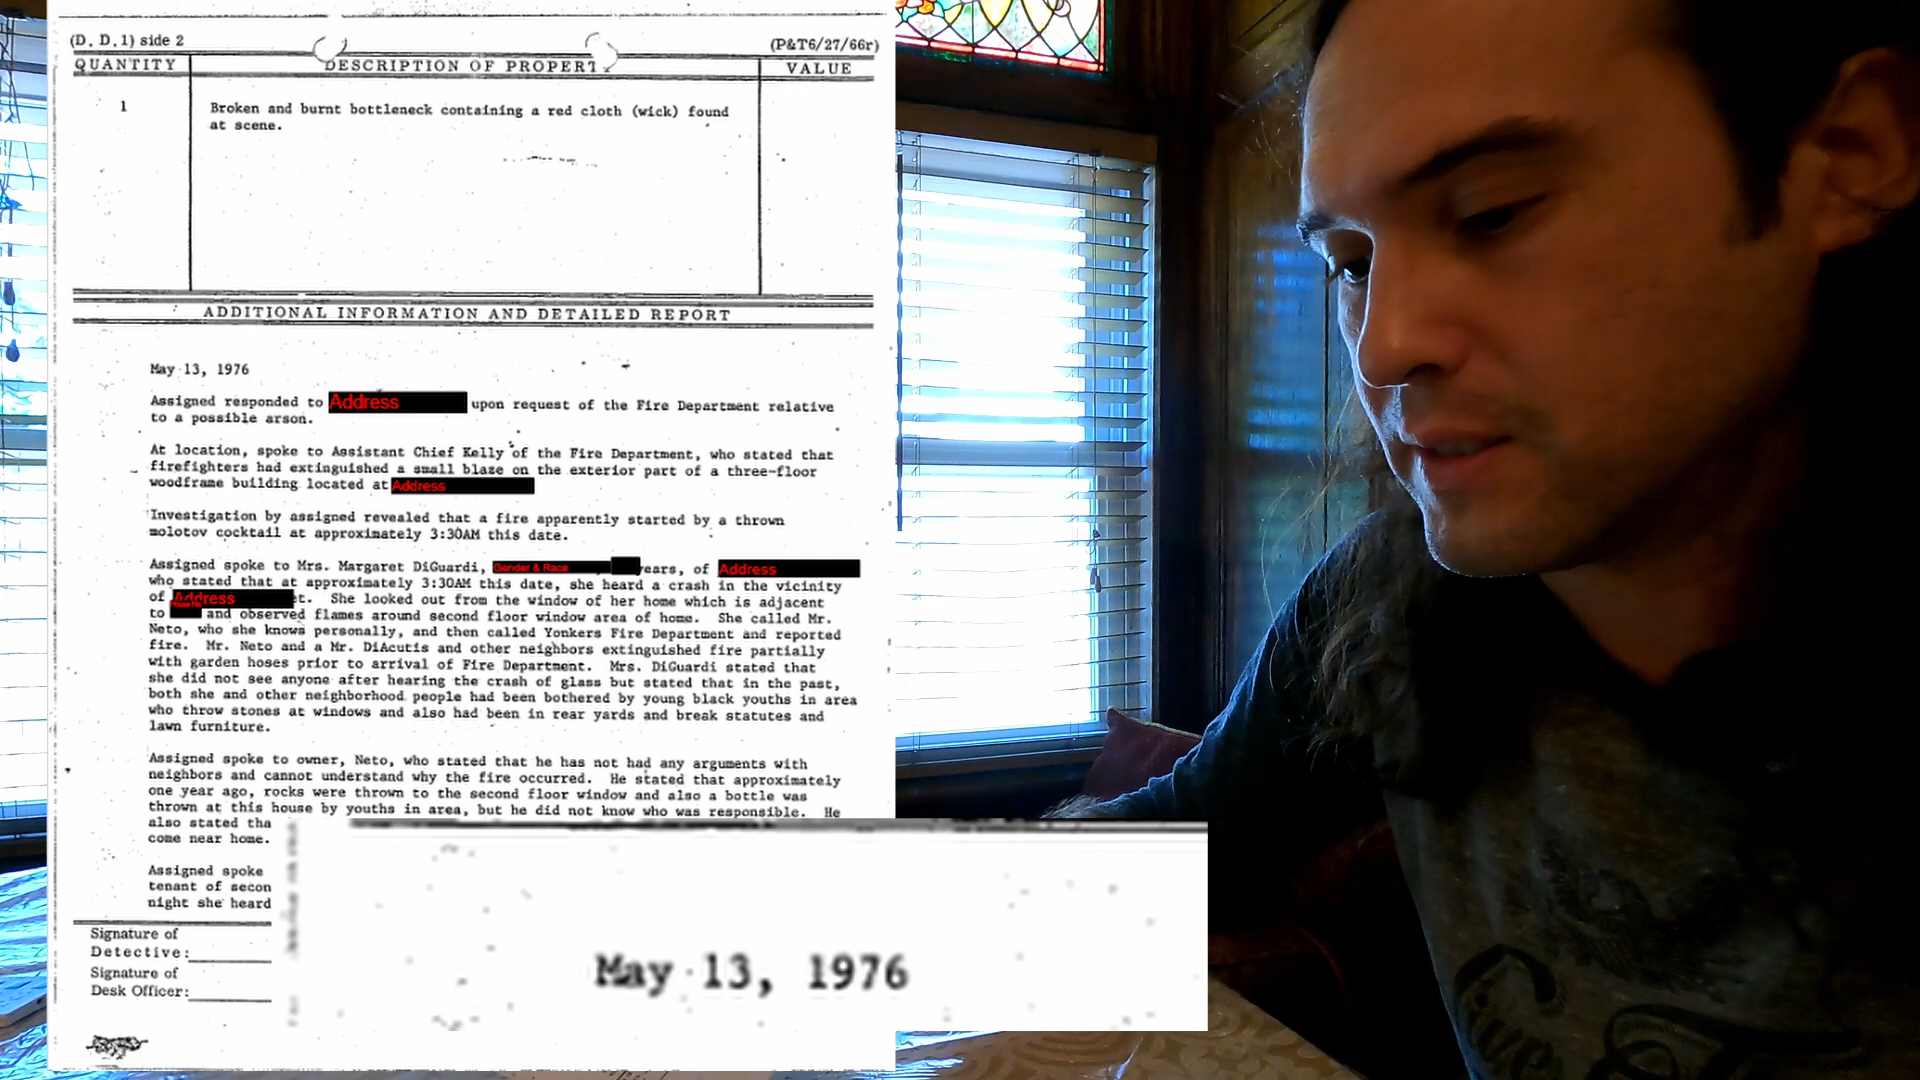 (D. D. 1) side 2
(P&T6/27/66r)
QUANTITY
DESCRIPTION OF PROPERT
VALUE
1
Broken and burnt bottleneck containing a red cloth (wick) found
at scene.
ADDITIONAL INFORMATION AND DETAILED REPORT
May 13, 1976
Assigned responded to Address upon request of the Fire Department relative
to a possible arson.
At location, spoke to Assistant Chief Kelly of the Fire Department, who stated that
firefighters had extinguished a small blaze on the exterior part of a three-floor
woodframe building located at Address
Investigation by assigned revealed that a fire apparently started by a thrown
molotov cocktail at approximately 3:30AM this date.
Assigned spoke to Mrs. Margaret DiGuardi, Gender & Race years, of Address
who stated that at approximately 3:30AM this date, she heard a crash in the vicinity
of Address et. She looked out from the window of her home which is adjacent
to and observed flames around second floor window area of home. She called Mr.
Neto, who she knows personally, and then called Yonkers Fire Department and reported
fire. Mr. Neto and a Mr. DiAcutis and other neighbors extinguished fire partially
with garden hoses prior to arrival of Fire Department. Mrs. DiGuardi stated that
she did not see anyone after hearing the crash of glass but stated that in the past,
both she and other neighborhood people had been bothered by young black youths in area
who throw stones at windows and also had been in rear yards and break statutes and
lawn furniture.
Assigned spoke to owner, Neto, who stated that he has not had any arguments with
neighbors and cannot understand why the fire occurred. He stated that approximately
one year ago, rocks were thrown to the second floor window and also a bottle was
thrown at this house by youths in area, but he did not know who was responsible. He
also stated tha
come near home.
Assigned spoke
tenant of secon
night she heard
Signature of
Detective:
Signature of
Desk Officer:
May 13, 1976